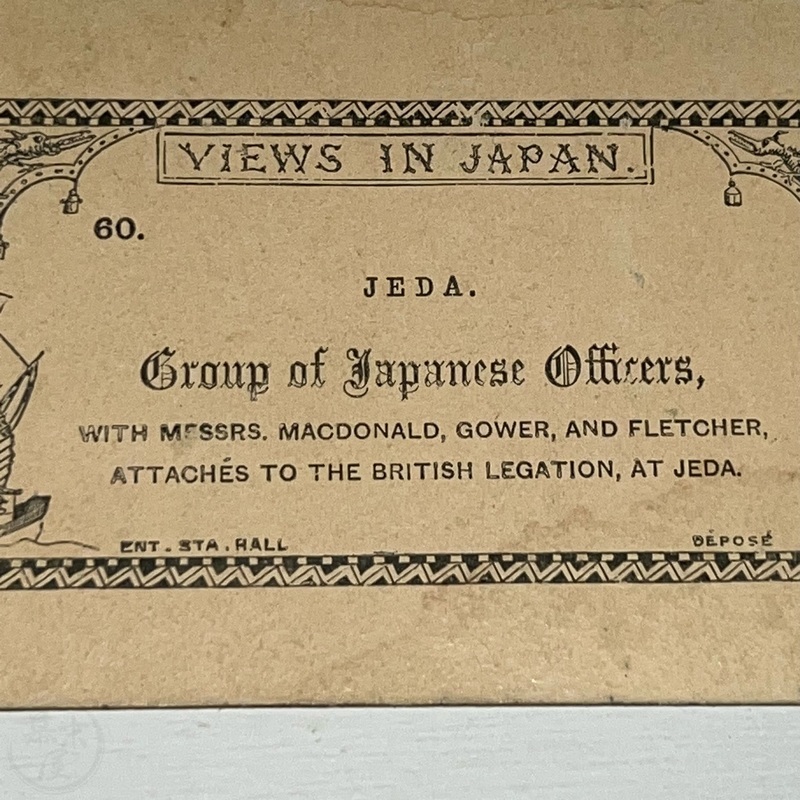 VIEWS IN JAPAN.
60.
JEDA.
Group of Japanese Officers,
WITH MESSRS. MACDONALD, GOWER, AND FLETCHER,
ATTACHÉS TO THE BRITISH LEGATION, AT JEDA.
ENT. STA. HALL
DÉPOSÉ